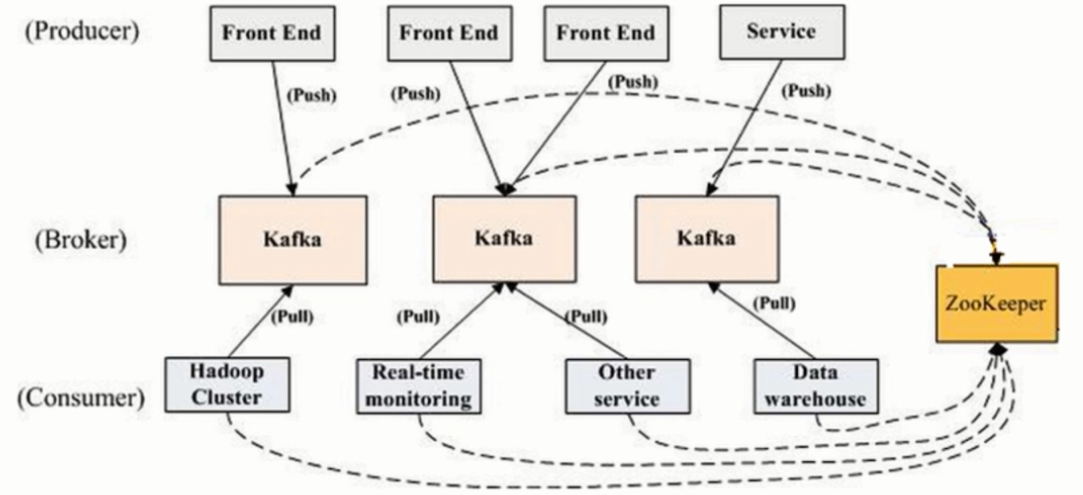 (Producer)
Front End
Front End
Front End
Service
(Push)
(Push)
(Push)
(Push)
(Broker)
Kafka
Kafka
Kafka
ZooKeeper
(Pull)
(Pull)
(Pull)
(Pull)
(Consumer)
Hadoop
Cluster
Real-time
monitoring
Other
service
Data
warehouse